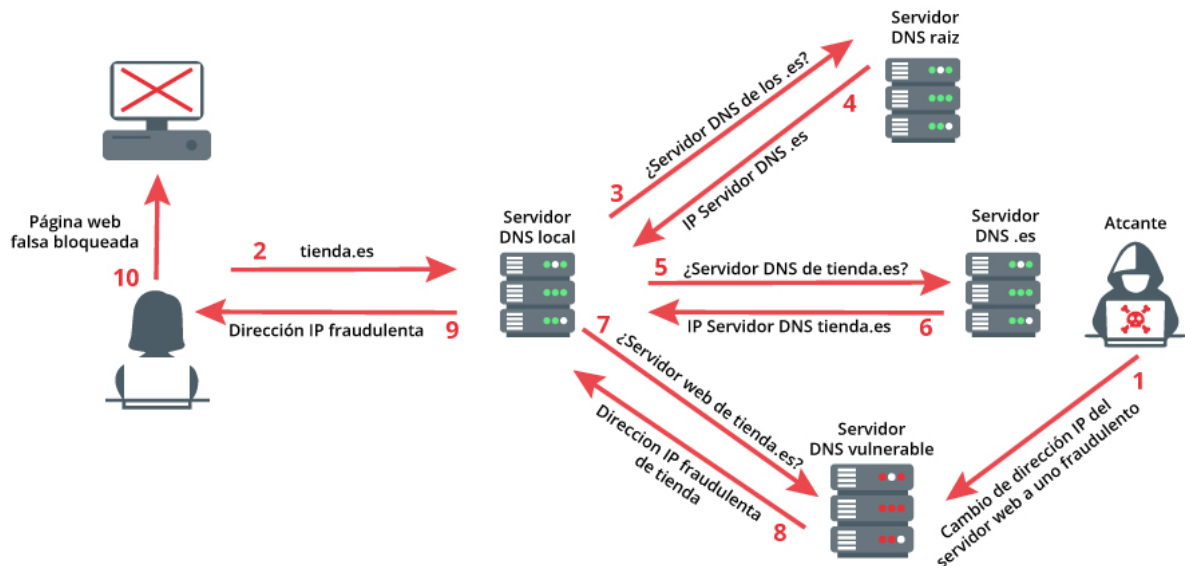 Servidor
DNS raiz
¿Servidor DNS de los .es?
4
3
IP Servidor DNS .es
Página web
falsa bloqueada
10
2
tienda.es
Servidor
DNS local
Servidor
DNS .es
Atcante
5
¿Servidor DNS de tienda.es?
Dirección IP fraudulenta
9
7
IP Servidor DNS tienda.es
6
¿Servidor web de tienda.es?
1
Direccion IP fraudulenta
de tienda
8
Servidor
DNS vulnerable
Cambio de dirección IP del
servidor web a uno fraudulento